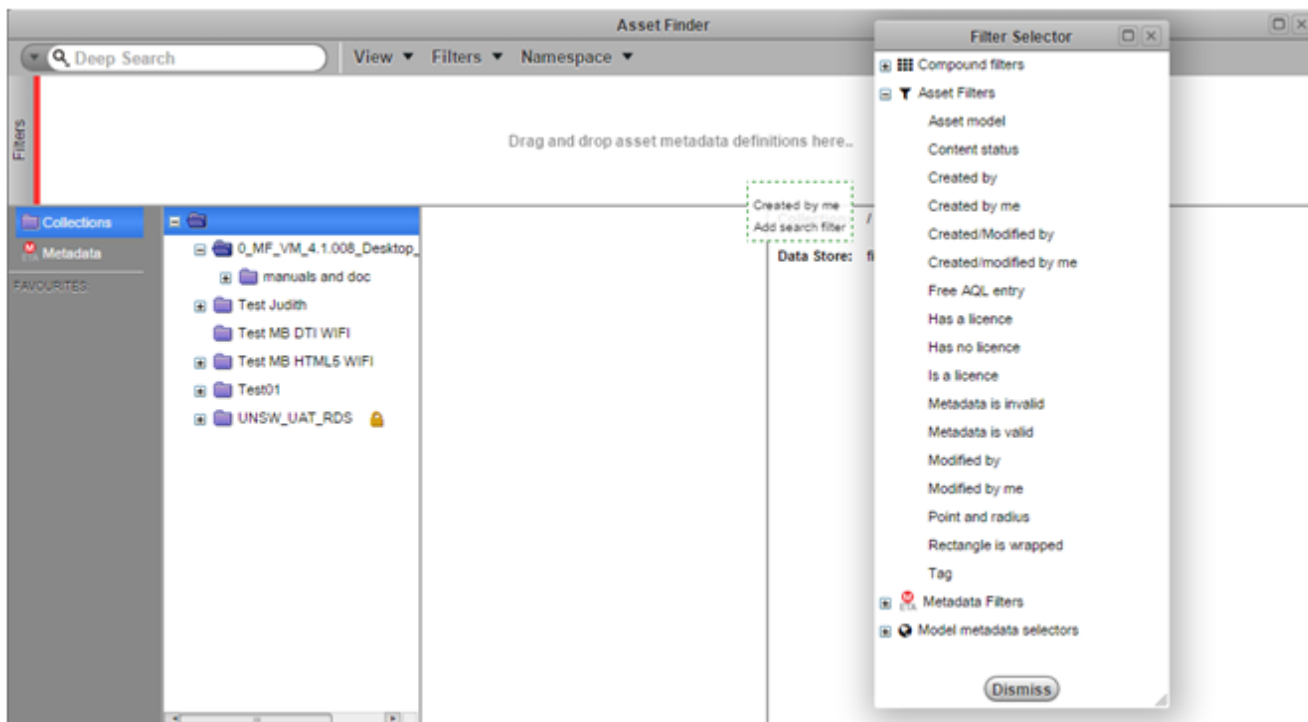 Asset Finder
Deep Search
View
Filters
Namespace
Filters
Drag and drop asset metadata definitions here..
Collections
Metadata
FAVOURITES:
0_MF_VM_4.1.008_Desktop_
manuals and doc
Test Judith
Test MB DTI WIFI
Test MB HTML5 WIFI
Test01
UNSW_UAT_RDS
Created by me
Collection /
Add search filter
Data Store: fi
Filter Selector
Compound filters
Asset Filters
Asset model
Content status
Created by
Created by me
Created/Modified by
Created/modified by me
Free AQL entry
Has a licence
Has no licence
Is a licence
Metadata is invalid
Metadata is valid
Modified by
Modified by me
Point and radius
Rectangle is wrapped
Tag
META Metadata Filters
Model metadata selectors
Dismiss